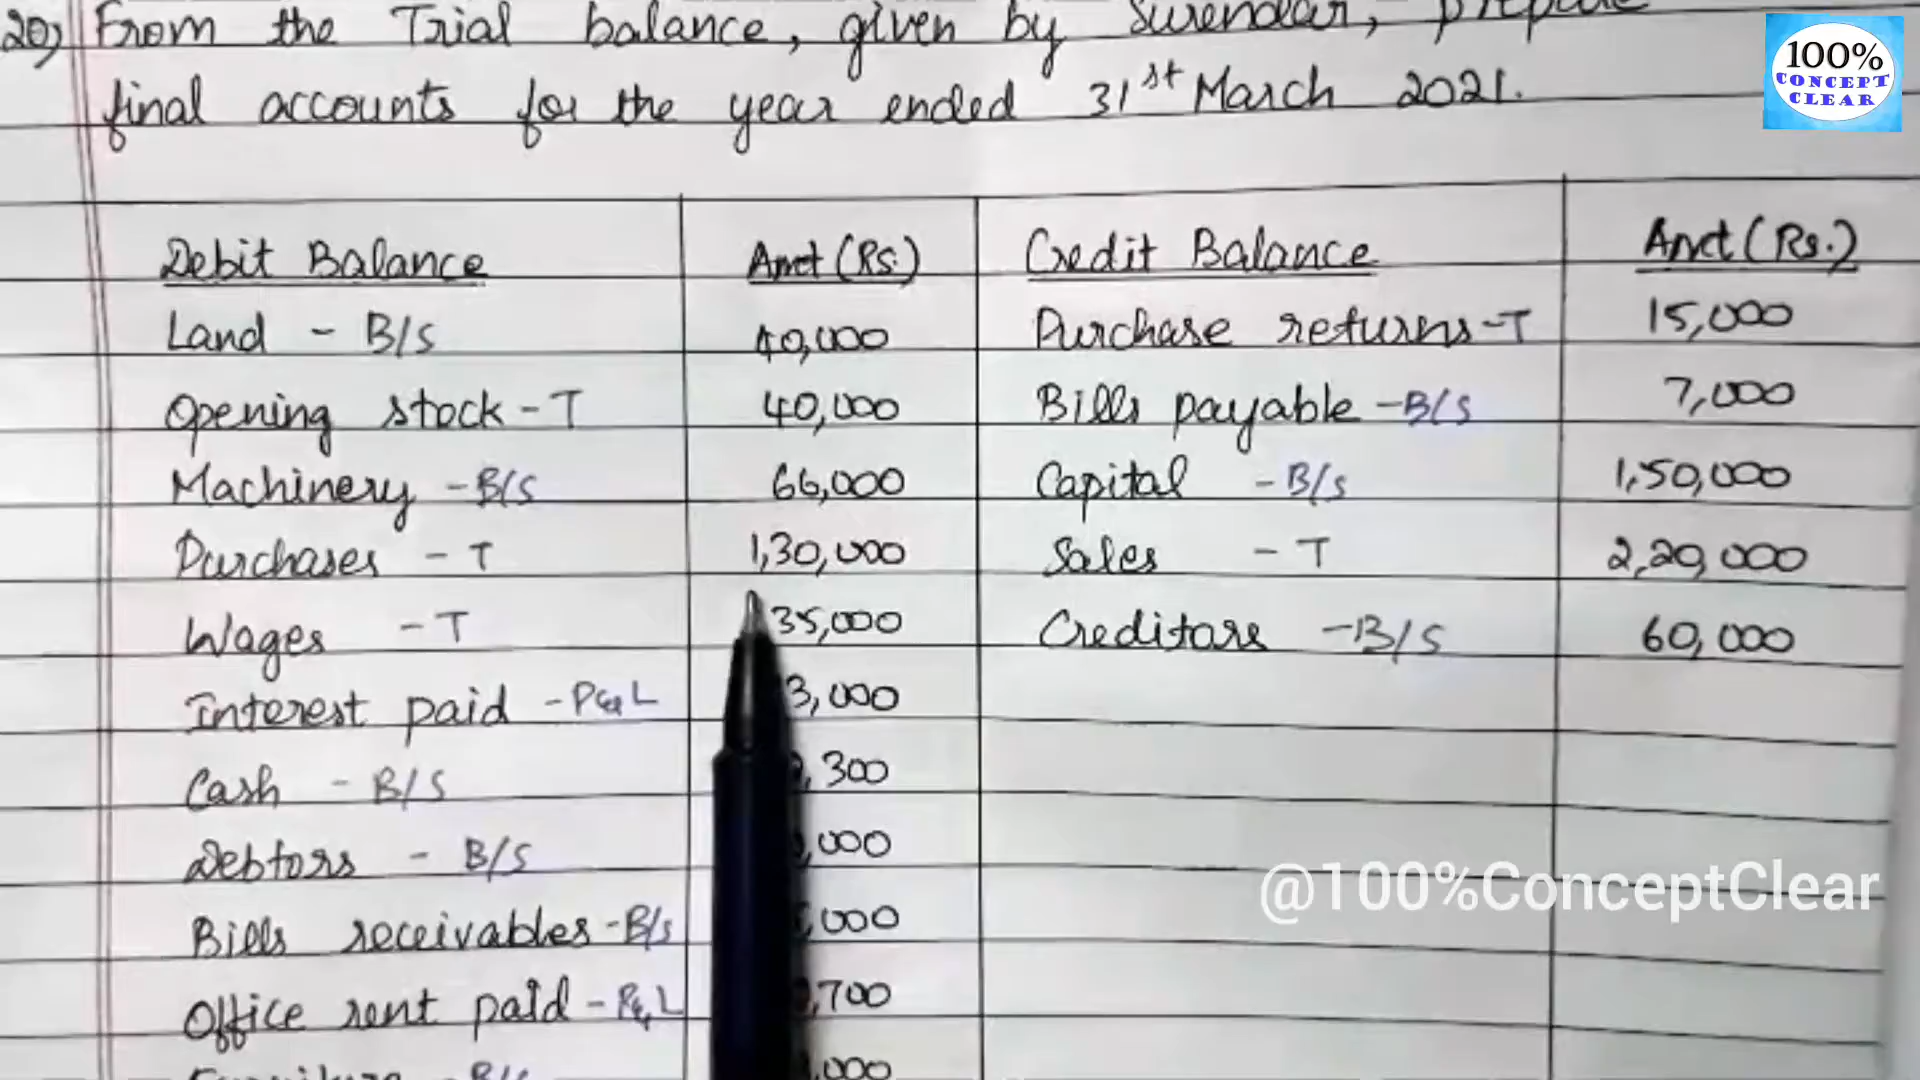 20) From the Trial balance, given by Surendar,
final accounts for the year ended 31st March 2021.
100%
CONCEPT
CLEAR
Debit Balance Amt (Rs.) Credit Balance Amt (Rs.)
Land - B/S 40,000 Purchase returns - T 15,000
Opening stock - T 40,000 Bills payable - B/S 7,000
Machinery - B/S 66,000 Capital - B/S 1,50,000
Purchases - T 1,30,000 Sales - T 2,29,000
Wages - T 35,000 Creditors - B/S 60,000
Interest paid - P&L 3,000
Cash - B/S ,300
Debtors - B/S ,000
Bills receivables - B/S ,000
Office rent paid - P&L ,700
- B/S ,000
@100%ConceptClear